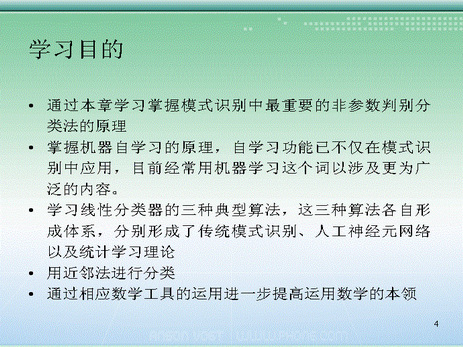 学习目的
• 通过本章学习掌握模式识别中最重要的非参数判别分
类法的原理
• 掌握机器自学习的原理，自学习功能已不仅在模式识
别中应用，目前经常用机器学习这个词以涉及更为广
泛的内容。
• 学习线性分类器的三种典型算法，这三种算法各自形
成体系，分别形成了传统模式识别、人工神经元网络
以及统计学习理论
• 用近邻法进行分类
• 通过相应数学工具的运用进一步提高运用数学的本领
4